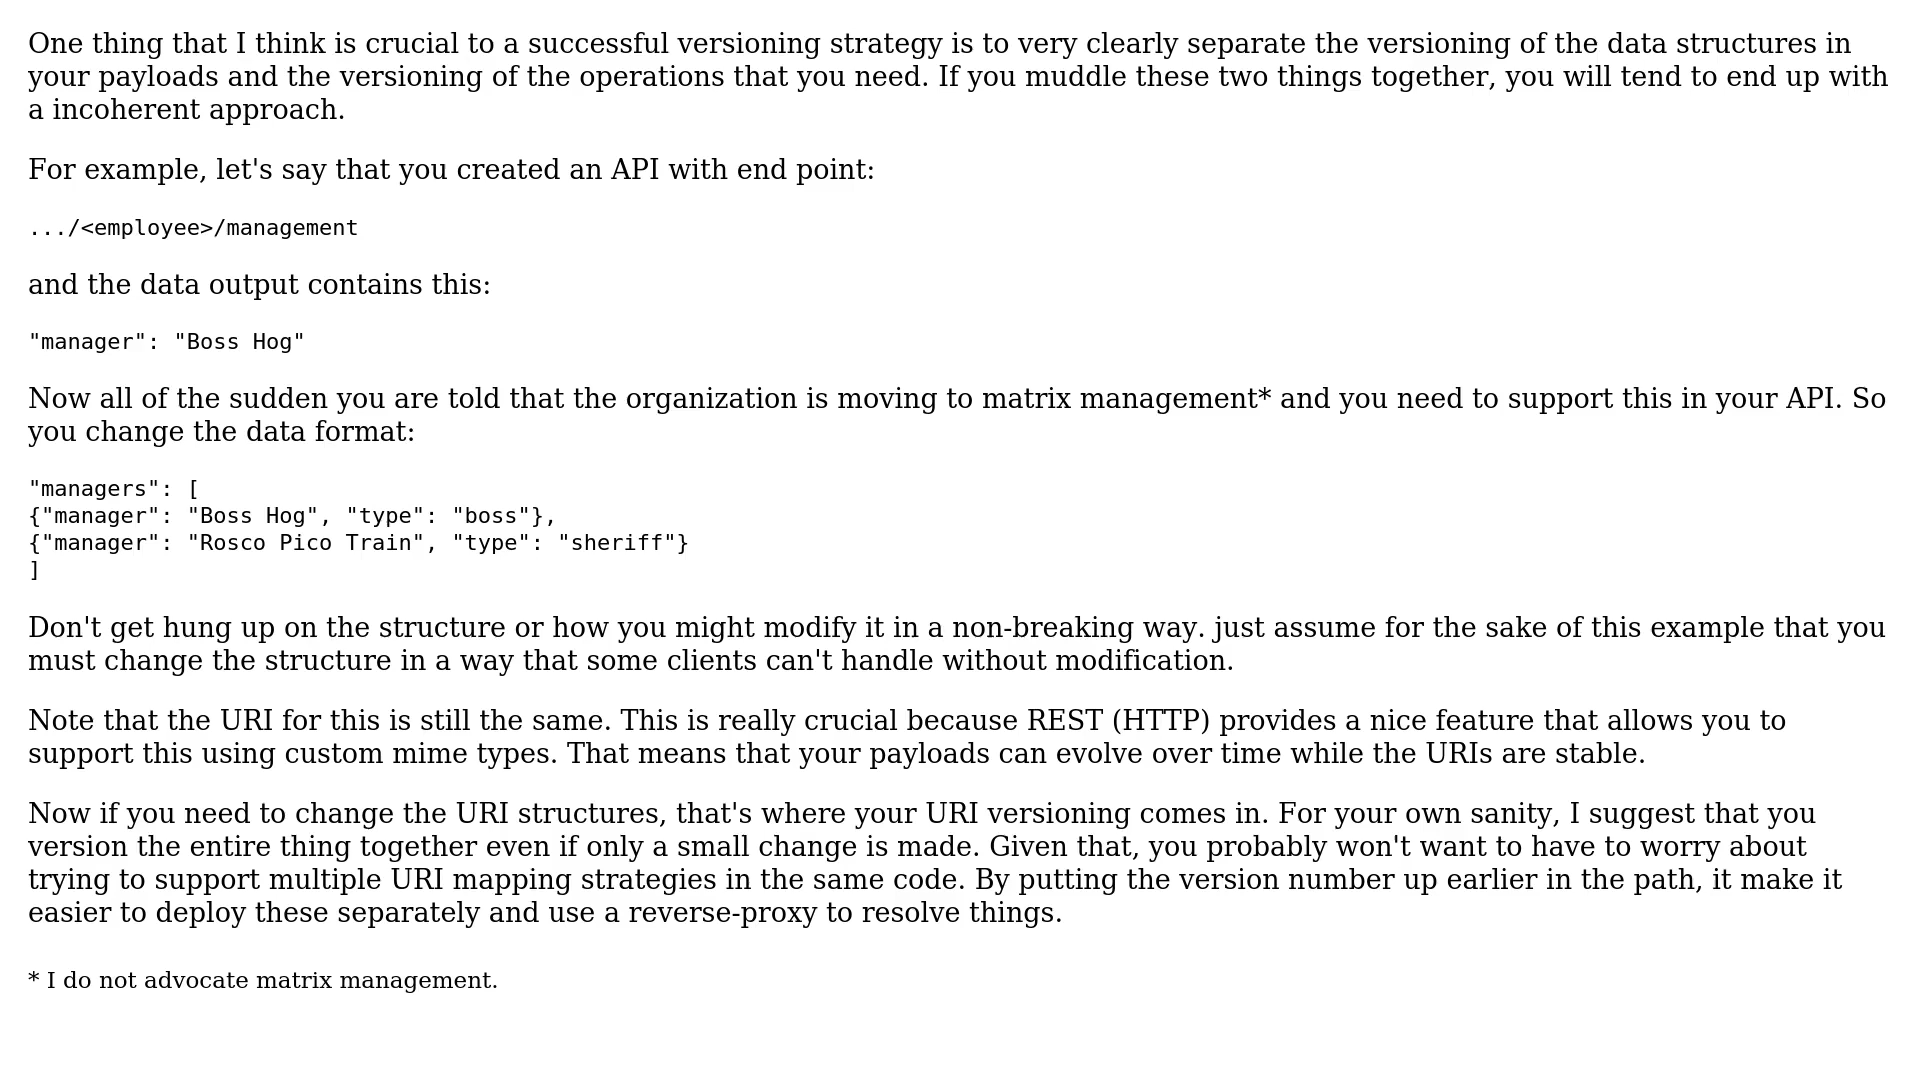 One thing that I think is crucial to a successful versioning strategy is to very clearly separate the versioning of the data structures in
your payloads and the versioning of the operations that you need. If you muddle these two things together, you will tend to end up with
a incoherent approach.
For example, let's say that you created an API with end point:
.../<employee>/management
and the data output contains this:
"manager": "Boss Hog"
Now all of the sudden you are told that the organization is moving to matrix management* and you need to support this in your API. So
you change the data format:
"managers": [
{"manager": "Boss Hog", "type": "boss"},
{"manager": "Rosco Pico Train", "type": "sheriff"}
]
Don't get hung up on the structure or how you might modify it in a non-breaking way. just assume for the sake of this example that you
must change the structure in a way that some clients can't handle without modification.
Note that the URI for this is still the same. This is really crucial because REST (HTTP) provides a nice feature that allows you to
support this using custom mime types. That means that your payloads can evolve over time while the URIs are stable.
Now if you need to change the URI structures, that's where your URI versioning comes in. For your own sanity, I suggest that you
version the entire thing together even if only a small change is made. Given that, you probably won't want to have to worry about
trying to support multiple URI mapping strategies in the same code. By putting the version number up earlier in the path, it make it
easier to deploy these separately and use a reverse-proxy to resolve things.
* I do not advocate matrix management.